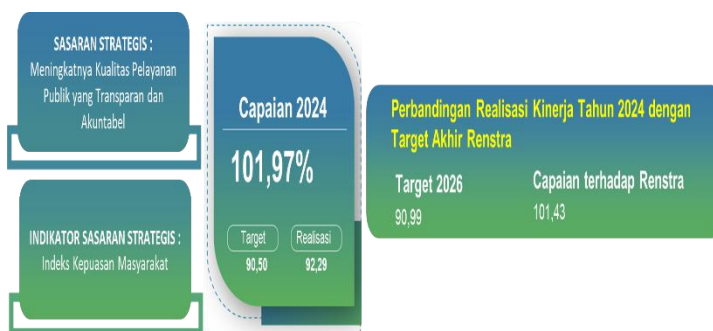 SASARAN STRATEGIS :
Meningkatnya Kualitas Pelayanan
Publik yang Transparan dan
Akuntabel
INDIKATOR SASARAN STRATEGIS :
Indeks Kepuasan Masyarakat
Capaian 2024
101,97%
Target Realisasi
90,50 92,29
Perbandingan Realisasi Kinerja Tahun 2024 dengan
Target Akhir Renstra
Target 2026 Capaian terhadap Renstra
90,99 101,43